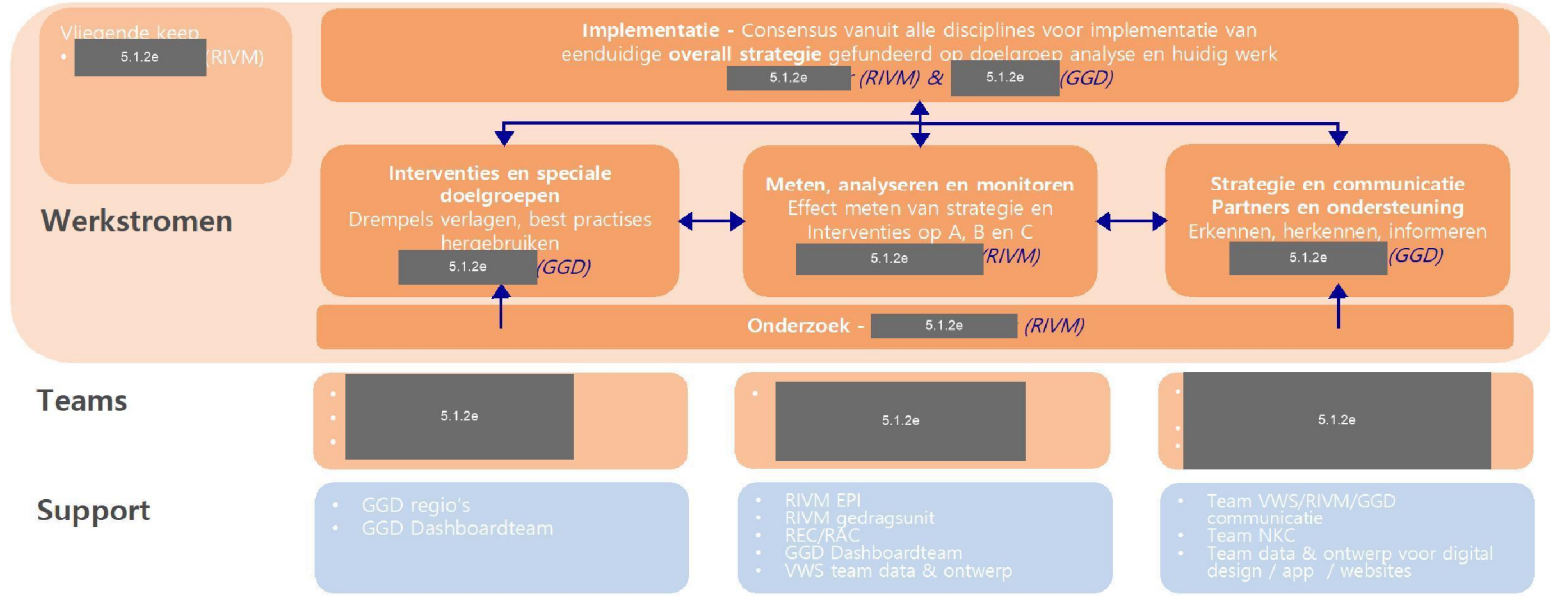 Vliegende keep
• 5.1.2e (RIVM)
Implementatie - Consensus vanuit alle disciplines voor implementatie van
eenduidige overall strategie gefundeerd op doelgroep analyse en huidig werk
5.1.2e (RIVM) & 5.1.2e (GGD)
Werkstromen
Interventies en speciale
doelgroepen
Drempels verlagen, best practises
hergebruiken
5.1.2e (GGD)
Meten, analyseren en monitoren
Effect meten van strategie en
Interventies op A, B en C
5.1.2e (RIVM)
Strategie en communicatie
Partners en ondersteuning
Erkennen, herkennen, informeren
5.1.2e (GGD)
Onderzoek - 5.1.2e (RIVM)
Teams
5.1.2e
5.1.2e
5.1.2e
Support
• GGD regio's
• GGD Dashboardteam
• RIVM EPI
• RIVM gedragsunit
• REC/RAC
• GGD Dashboardteam
• VWS team data & ontwerp
• Team VWS/RIVM/GGD
communicatie
• Team NKC
• Team data & ontwerp voor digital
design / app / websites